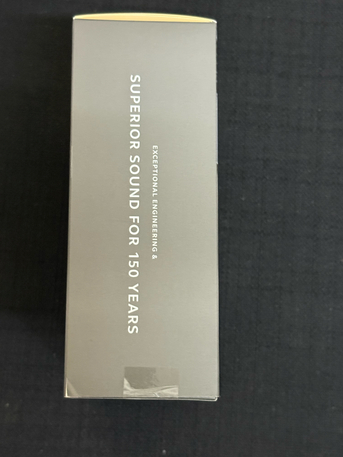 EXCEPTIONAL ENGINEERING &
SUPERIOR SOUND FOR 150 YEARS